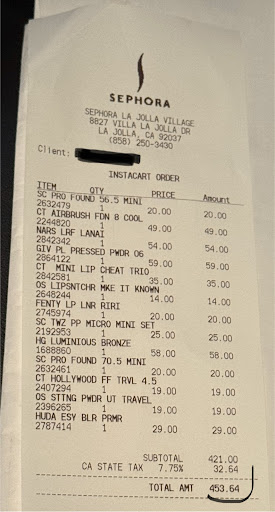 SEPHORA
SEPHORA LA JOLLA VILLAGE
8827 VILLA LA JOLLA DR
LA JOLLA, CA 92037
(858) 250-3430
Client:
INSTACART ORDER
ITEM QTY PRICE Amount
SC PRO FOUND 56.5 MINI
2632479 1 20.00 20.00
CT AIRBRUSH FDN 8 COOL
2244820 1 49.00 49.00
NARS LRF LANAI
2842342 1 54.00 54.00
GIV PL PRESSED PWDR 06
2864122 1 59.00 59.00
CT MINI LIP CHEAT TRIO
2842581 1 35.00 35.00
OS LIPSNTCHR MKE IT KNOWN
2648244 1 14.00 14.00
FENTY LP LNR RIRI
2745974 1 20.00 20.00
SC TWZ PP MICRO MINI SET
2192953 1 25.00 25.00
HG LUMINIOUS BRONZE
1688860 1 58.00 58.00
SC PRO FOUND 70.5 MINI
2632461 1 20.00 20.00
CT HOLLYWOOD FF TRVL 4.5
2407294 1 19.00 19.00
OS STTNG PWDR UT TRAVEL
2396265 1 19.00 19.00
HUDA ESY BLR PRMR
2787414 1 29.00 29.00
SUBTOTAL 421.00
CA STATE TAX 7.75% 32.64
TOTAL AMT 453.64